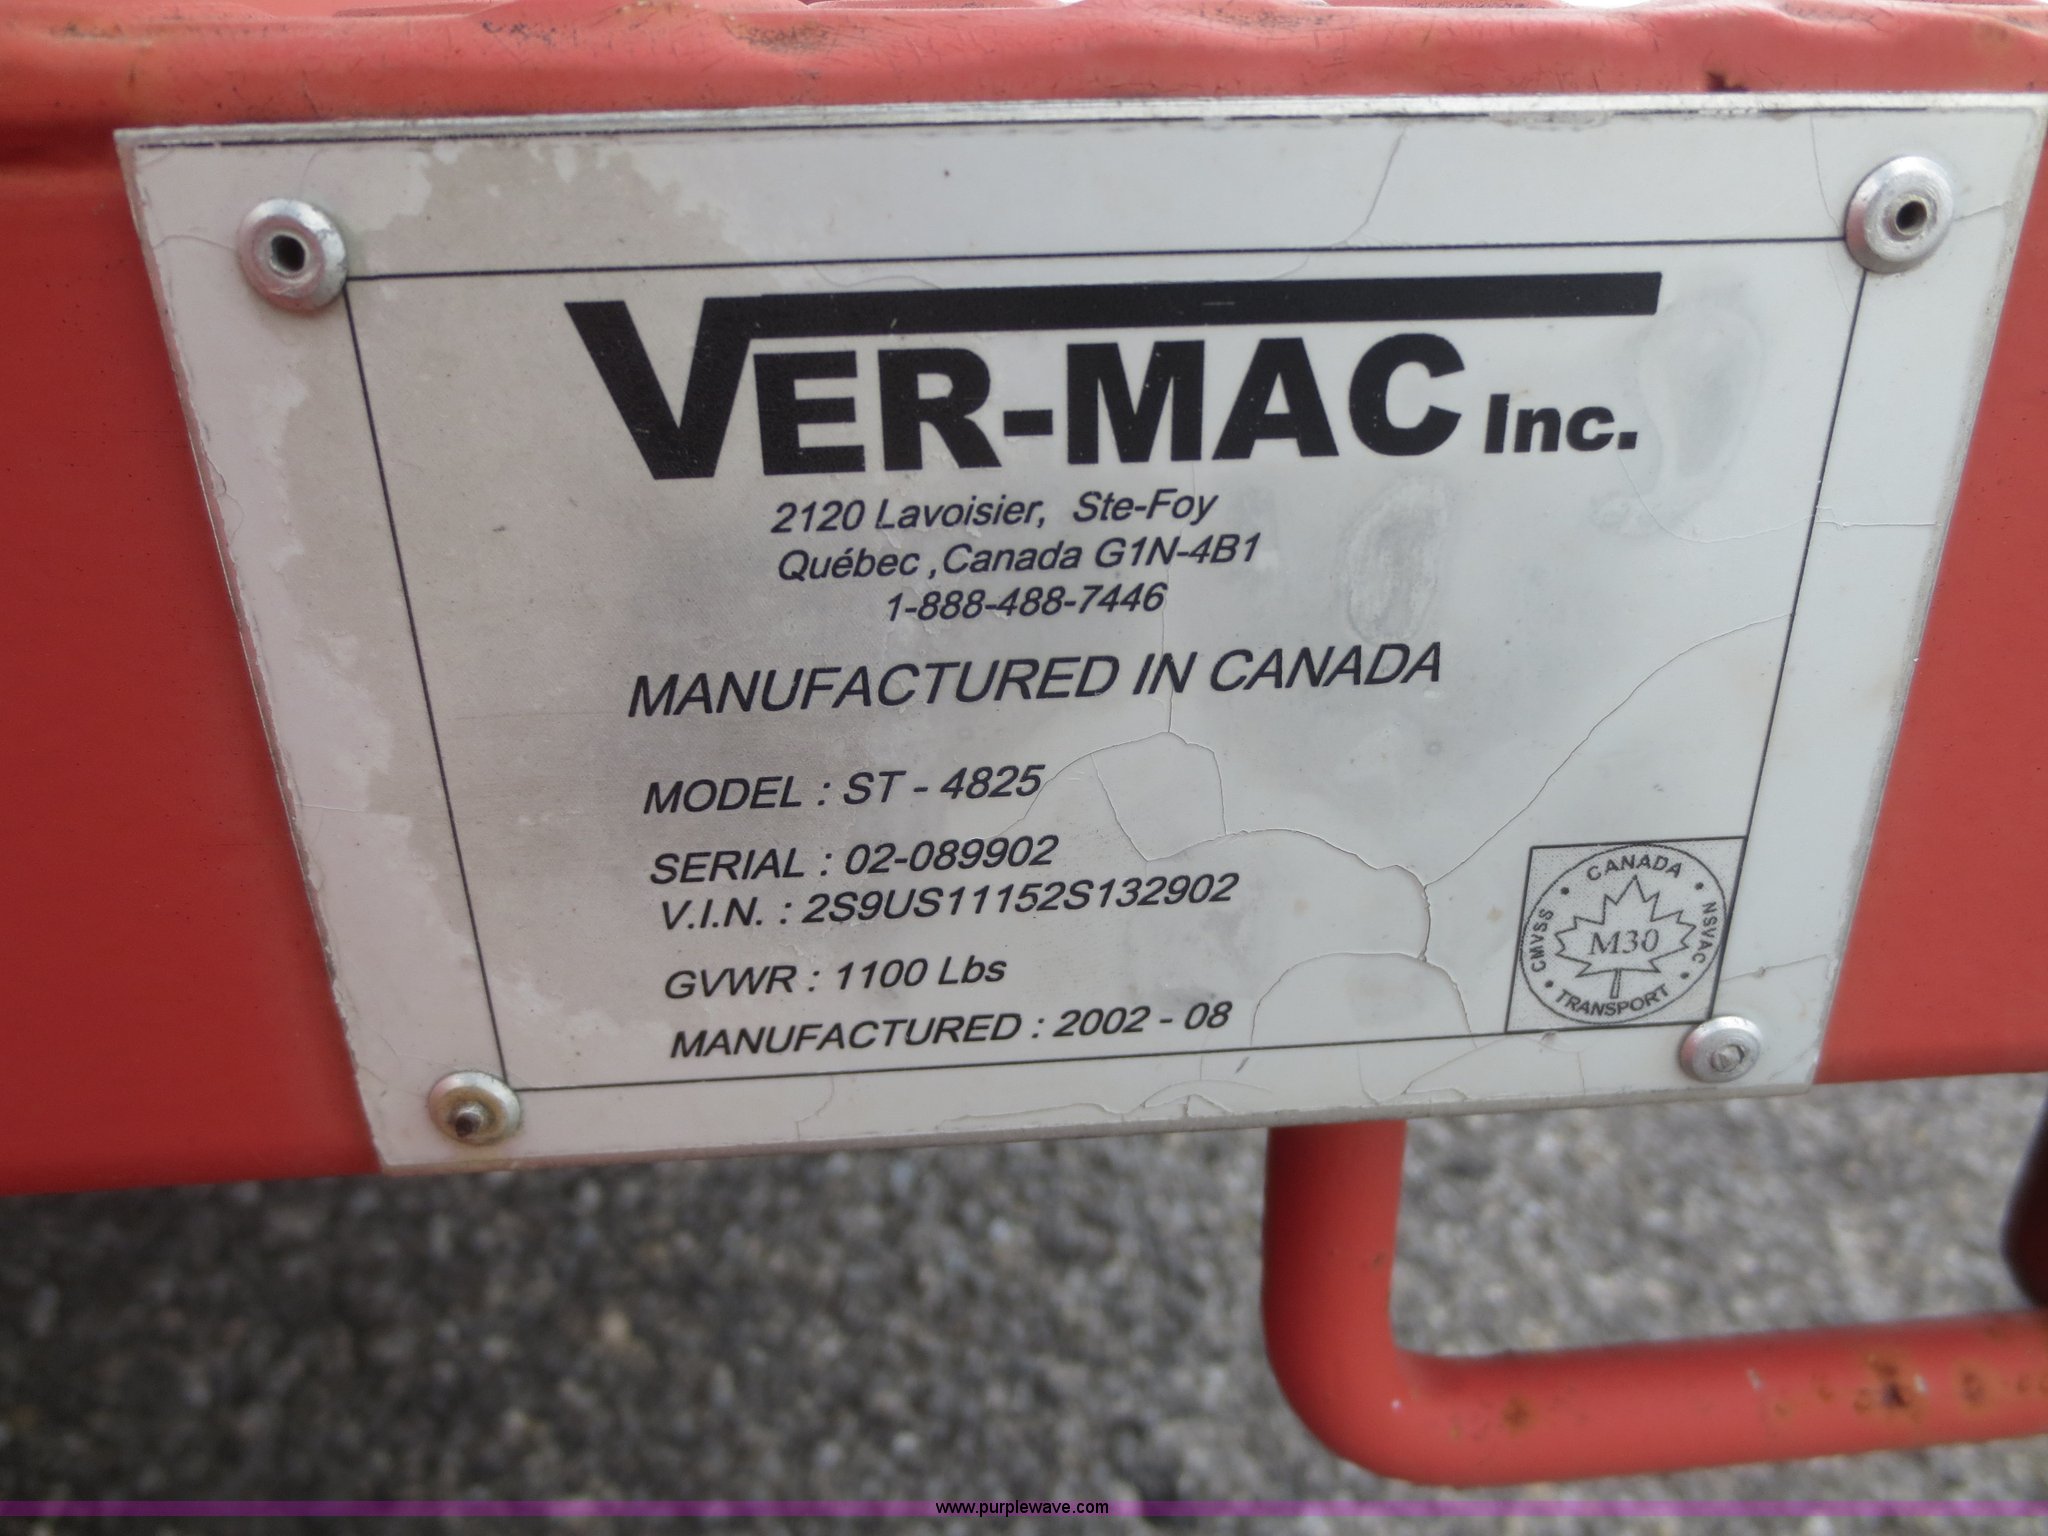 VER-MAC Inc.
2120 Lavoisier, Ste-Foy
Québec ,Canada G1N-4B1
1-888-488-7446
MANUFACTURED IN CANADA
MODEL : ST - 4825
SERIAL : 02-089902
V.I.N. : 2S9US11152S132902
GVWR : 1100 Lbs
MANUFACTURED : 2002 - 08
CANADA
CMVSS
NSVAC
M30
TRANSPORT
www.purplewave.com